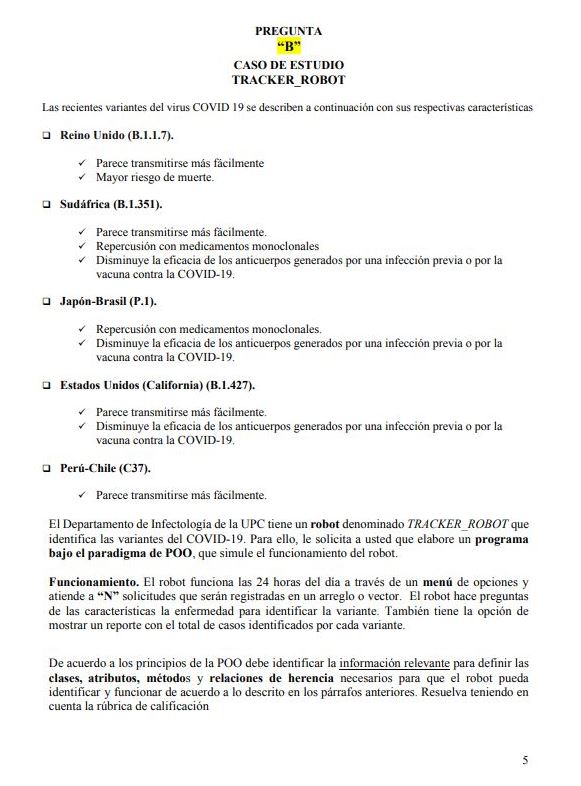 PREGUNTA
“B”
CASO DE ESTUDIO
TRACKER_ROBOT
Las recientes variantes del virus COVID 19 se describen a continuación con sus respectivas características
❑ Reino Unido (B.1.1.7).
✓ Parece transmitirse más fácilmente
✓ Mayor riesgo de muerte.
❑ Sudáfrica (B.1.351).
✓ Parece transmitirse más fácilmente.
✓ Repercusión con medicamentos monoclonales
✓ Disminuye la eficacia de los anticuerpos generados por una infección previa o por la
vacuna contra la COVID-19.
❑ Japón-Brasil (P.1).
✓ Repercusión con medicamentos monoclonales.
✓ Disminuye la eficacia de los anticuerpos generados por una infección previa o por la
vacuna contra la COVID-19.
❑ Estados Unidos (California) (B.1.427).
✓ Parece transmitirse más fácilmente.
✓ Disminuye la eficacia de los anticuerpos generados por una infección previa o por la
vacuna contra la COVID-19.
❑ Perú-Chile (C37).
✓ Parece transmitirse más fácilmente.
El Departamento de Infectología de la UPC tiene un robot denominado TRACKER_ROBOT que
identifica las variantes del COVID-19. Para ello, le solicita a usted que elabore un programa
bajo el paradigma de POO, que simule el funcionamiento del robot.
Funcionamiento. El robot funciona las 24 horas del día a través de un menú de opciones y
atiende a “N” solicitudes que serán registradas en un arreglo o vector. El robot hace preguntas
de las características la enfermedad para identificar la variante. También tiene la opción de
mostrar un reporte con el total de casos identificados por cada variante.
De acuerdo a los principios de la POO debe identificar la información relevante para definir las
clases, atributos, métodos y relaciones de herencia necesarios para que el robot pueda
identificar y funcionar de acuerdo a lo descrito en los párrafos anteriores. Resuelva teniendo en
cuenta la rúbrica de calificación
5